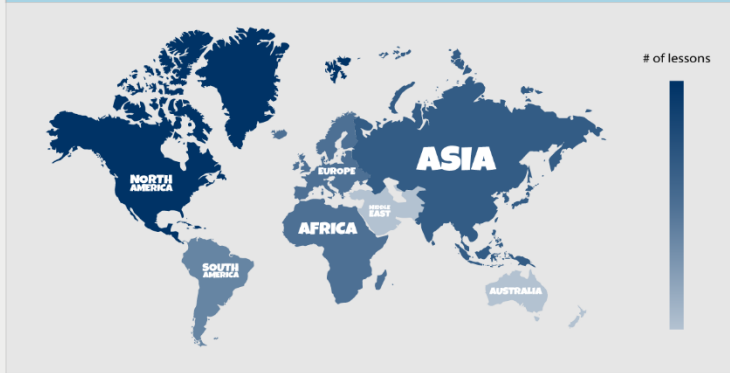 # of lessons
NORTH
AMERICA
EUROPE
ASIA
MIDDLE
EAST
AFRICA
SOUTH
AMERICA
AUSTRALIA